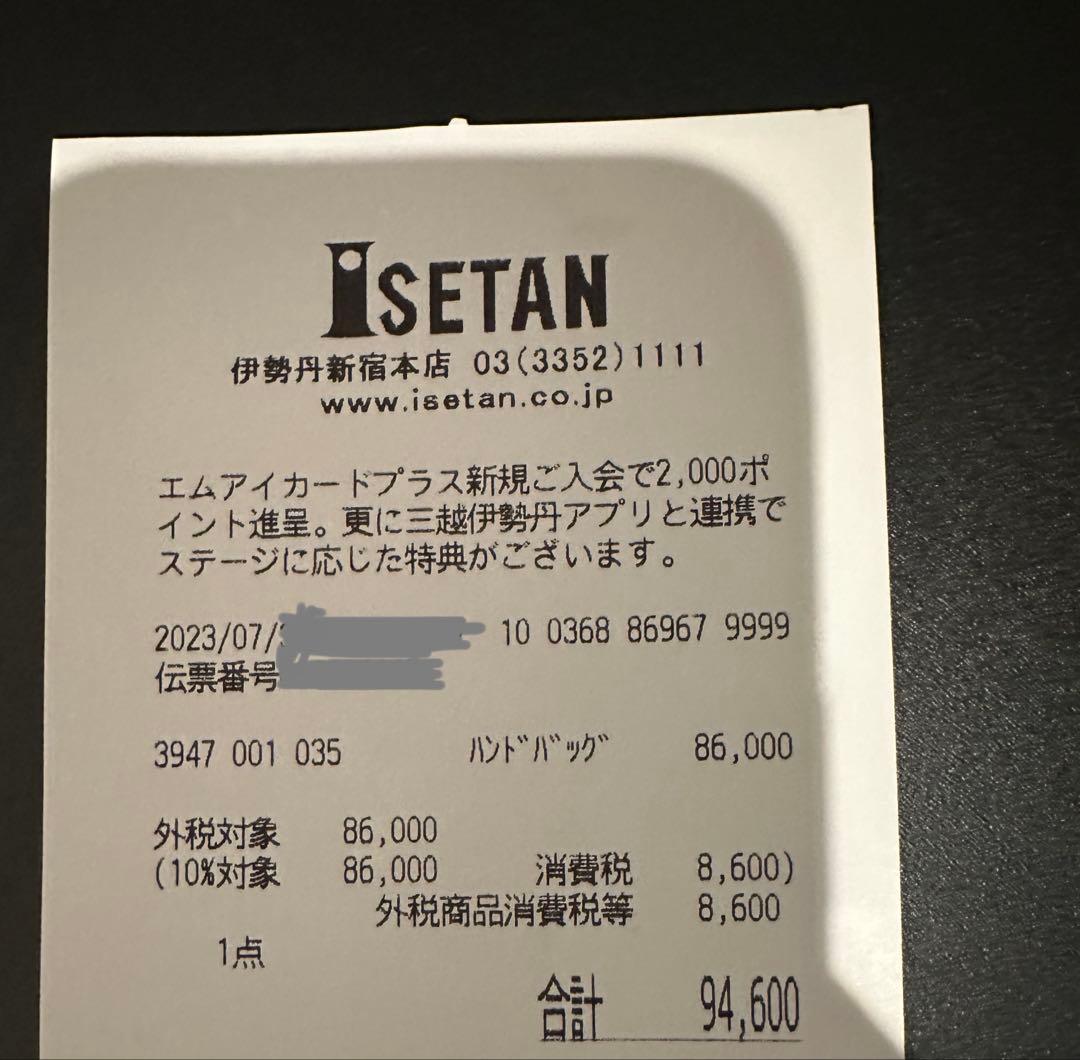 ISETAN
伊勢丹新宿本店 03(3352)1111
www.isetan.co.jp
エムアイカードプラス新規ご入会で2,000ポ
イント進呈。更に三越伊勢丹アプリと連携で
ステージに応じた特典がございます。
2023/07/ 10 0368 86967 9999
伝票番号
3947 001 035 ﾊﾝﾄﾞﾊﾞｯｸﾞ 86,000
外税対象 86,000
(10%対象 86,000 消費税 8,600)
外税商品消費税等 8,600
1点
合計 94,600